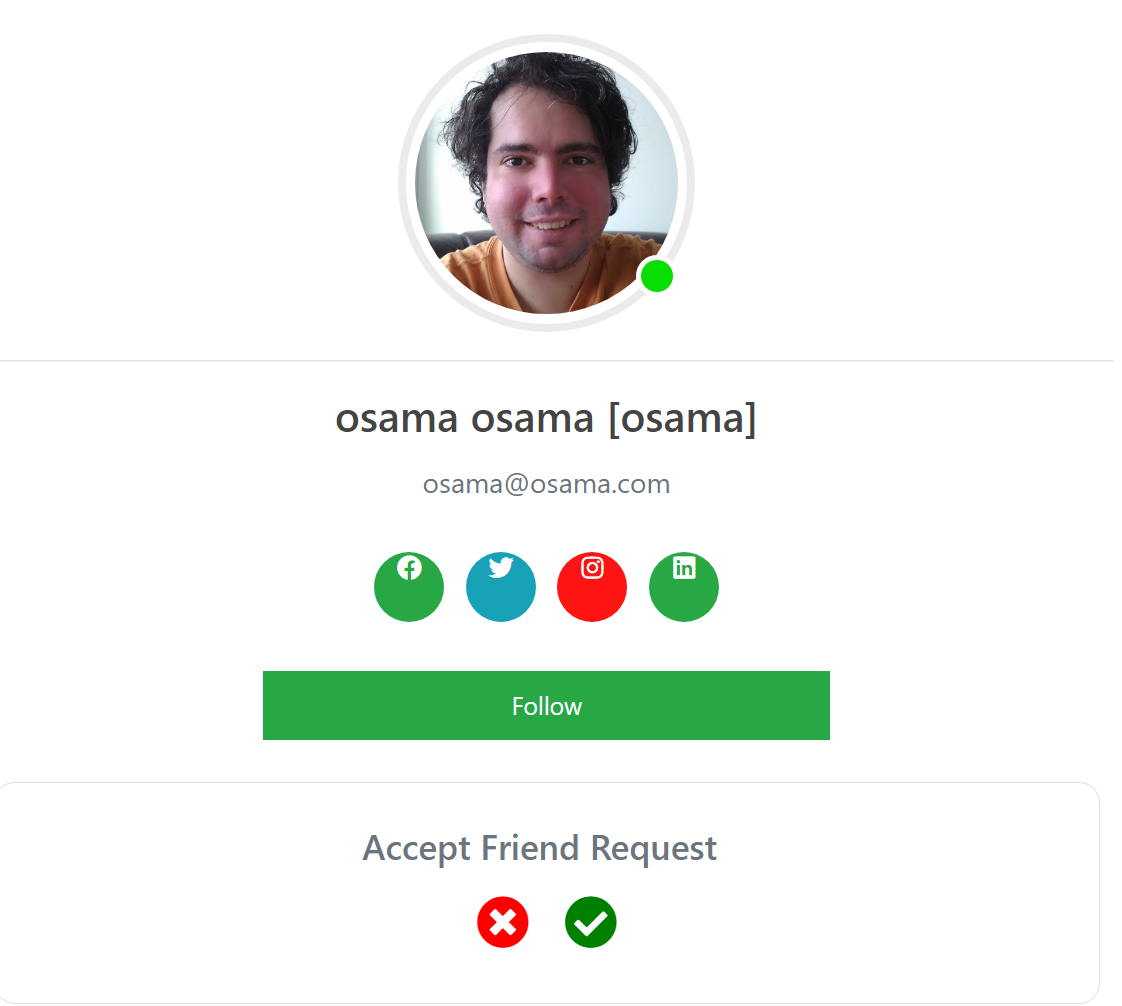 osama osama [osama]
osama@osama.com
Follow
Accept Friend Request